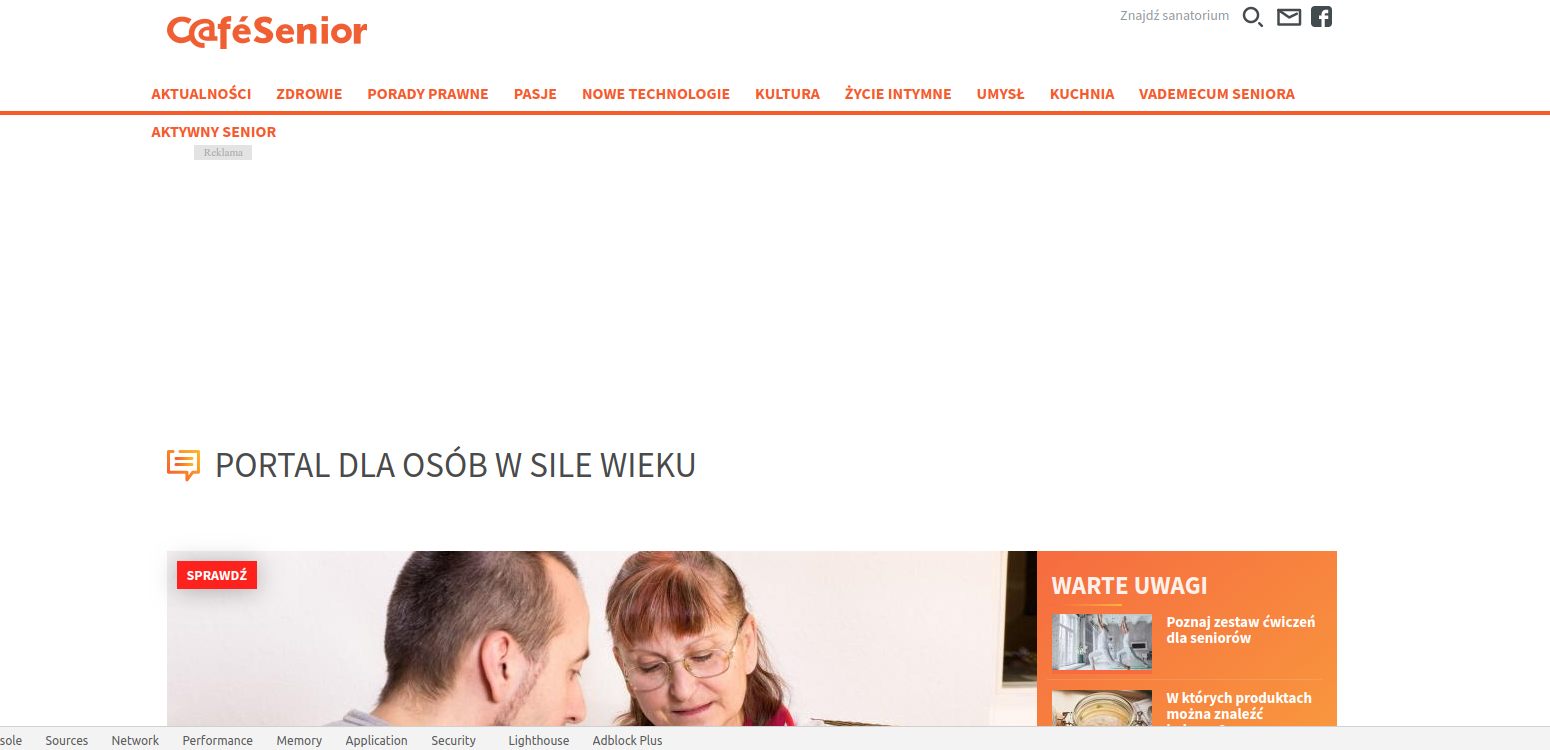 C@féSenior
Znajdź sanatorium
AKTUALNOŚCI ZDROWIE PORADY PRAWNE PASJE NOWE TECHNOLOGIE KULTURA ŻYCIE INTYMNE UMYSŁ KUCHNIA VADEMECUM SENIORA
AKTYWNY SENIOR
Reklama
PORTAL DLA OSÓB W SILE WIEKU
SPRAWDŹ
WARTE UWAGI
Poznaj zestaw ćwiczeń
dla seniorów
W których produktach
można znaleźć
sole Sources Network Performance Memory Application Security Lighthouse Adblock Plus